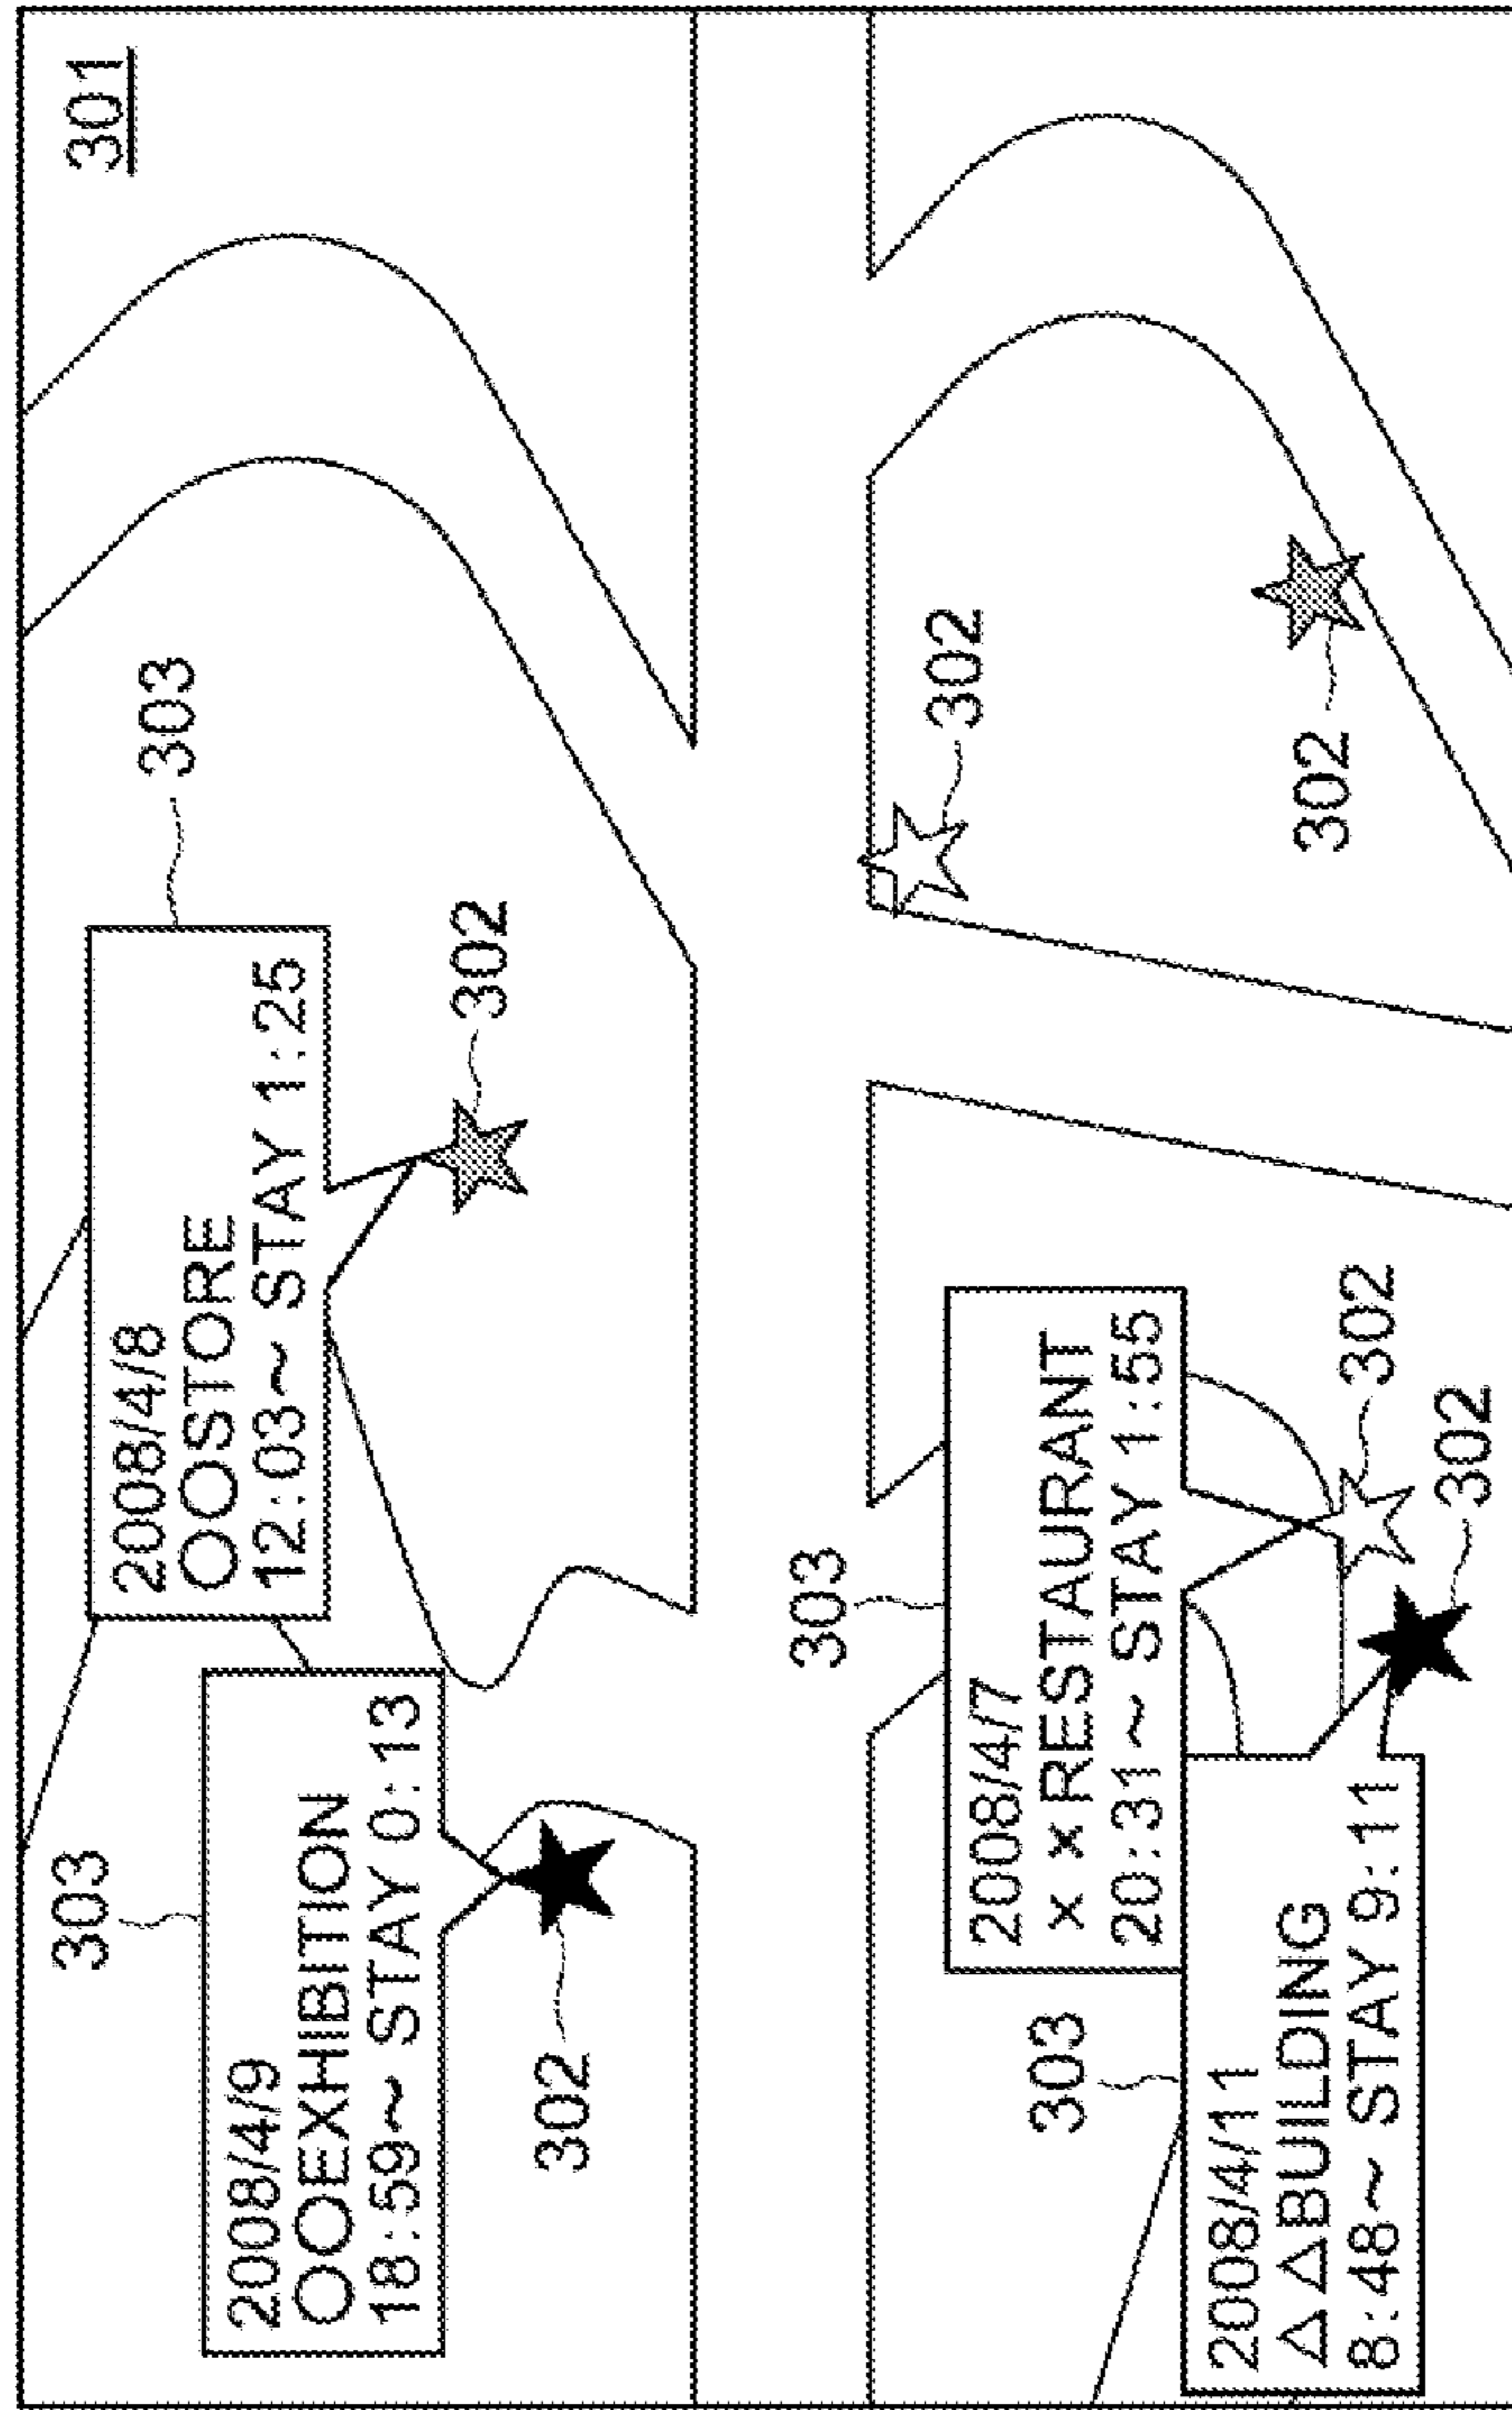 301
303
2008/4/8
○○STORE
12:03~ STAY 1:25
302
303
2008/4/9
○○EXHIBITION
18:59~ STAY 0:13
302
303
2008/4/7
××RESTAURANT
20:31~ STAY 1:55
302
302
302
302
303
2008/4/11
△△BUILDING
8:48~ STAY 9:11